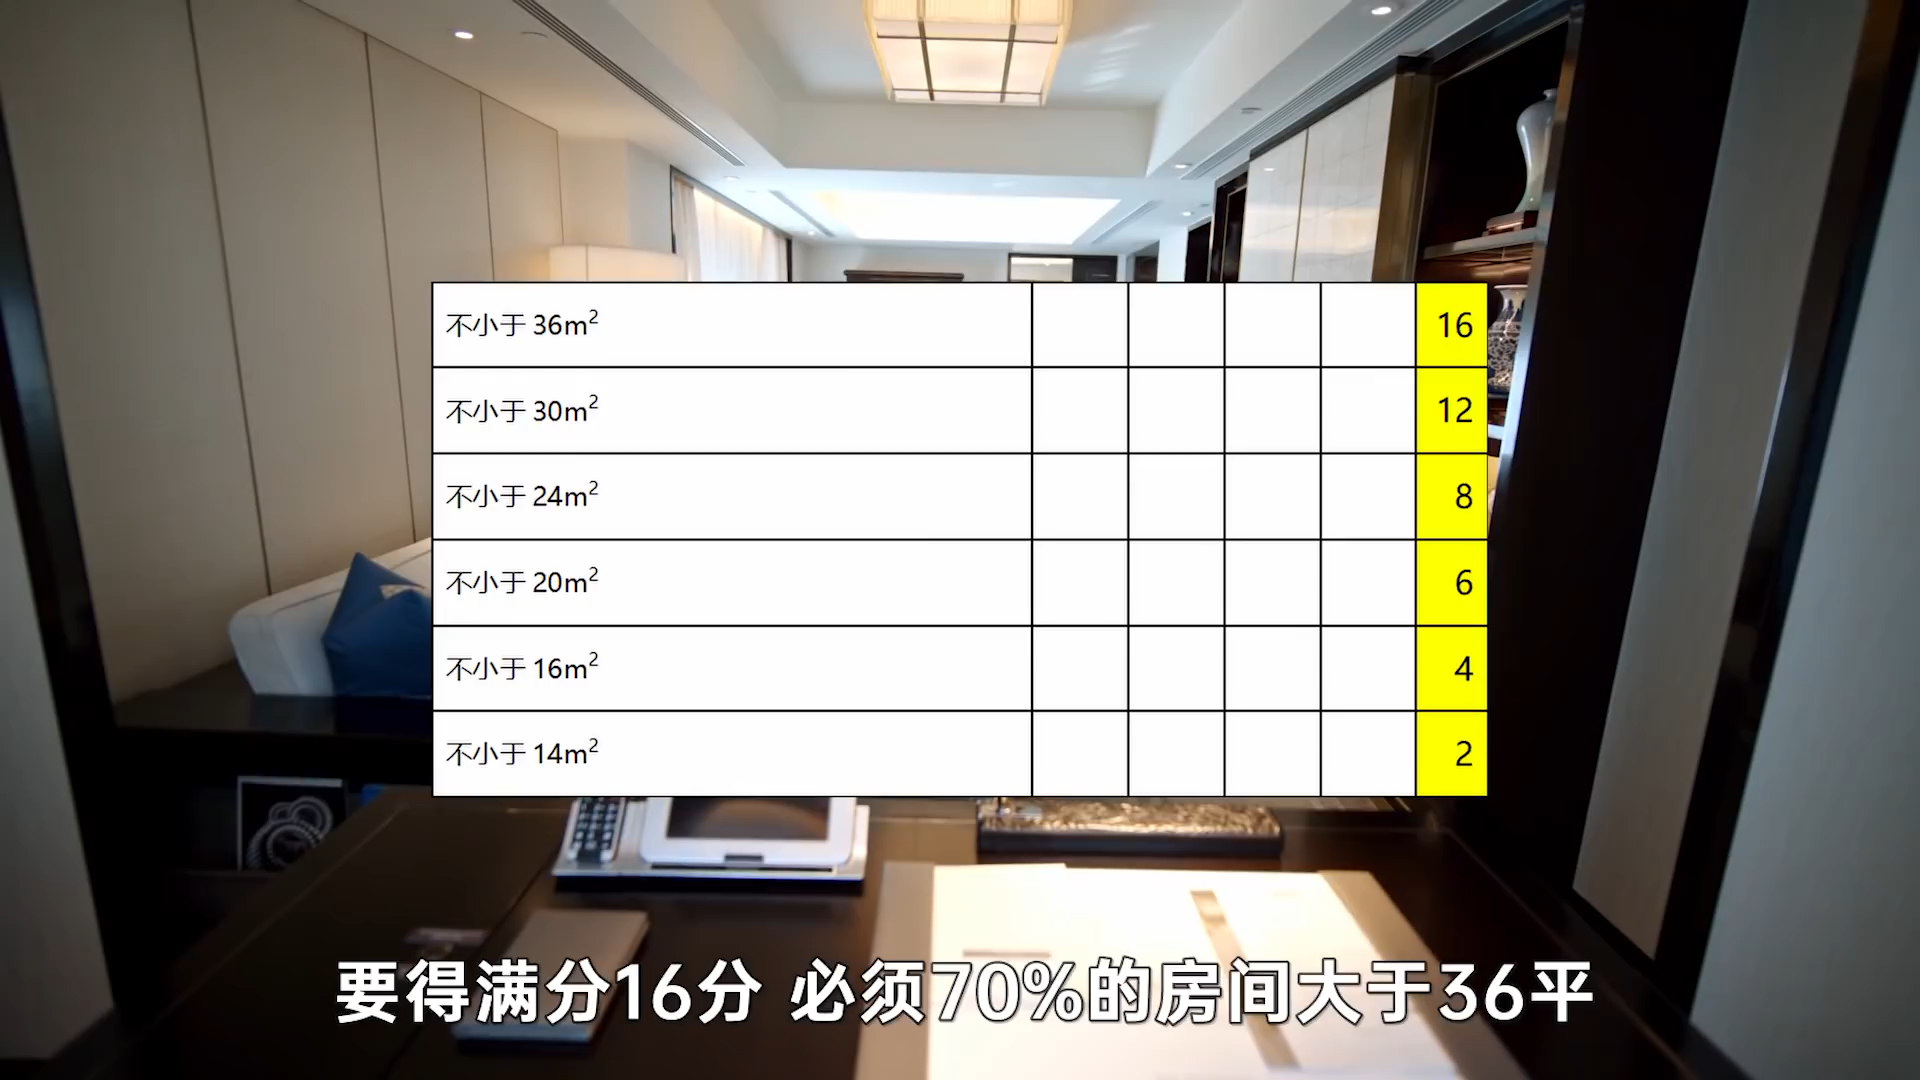 不小于 36m² 16
不小于 30m² 12
不小于 24m² 8
不小于 20m² 6
不小于 16m² 4
不小于 14m² 2
要得满分16分 必须70%的房间大于36平